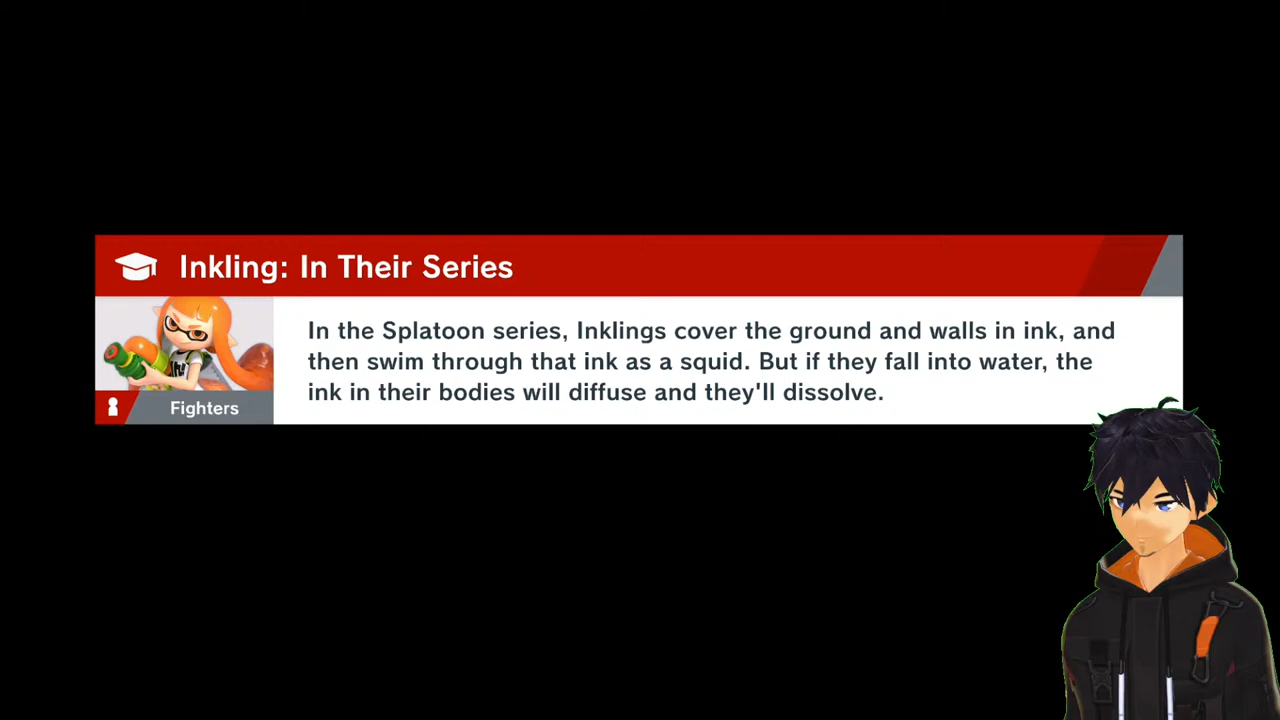 Inkling: In Their Series
In the Splatoon series, Inklings cover the ground and walls in ink, and
then swim through that ink as a squid. But if they fall into water, the
ink in their bodies will diffuse and they'll dissolve.
Fighters